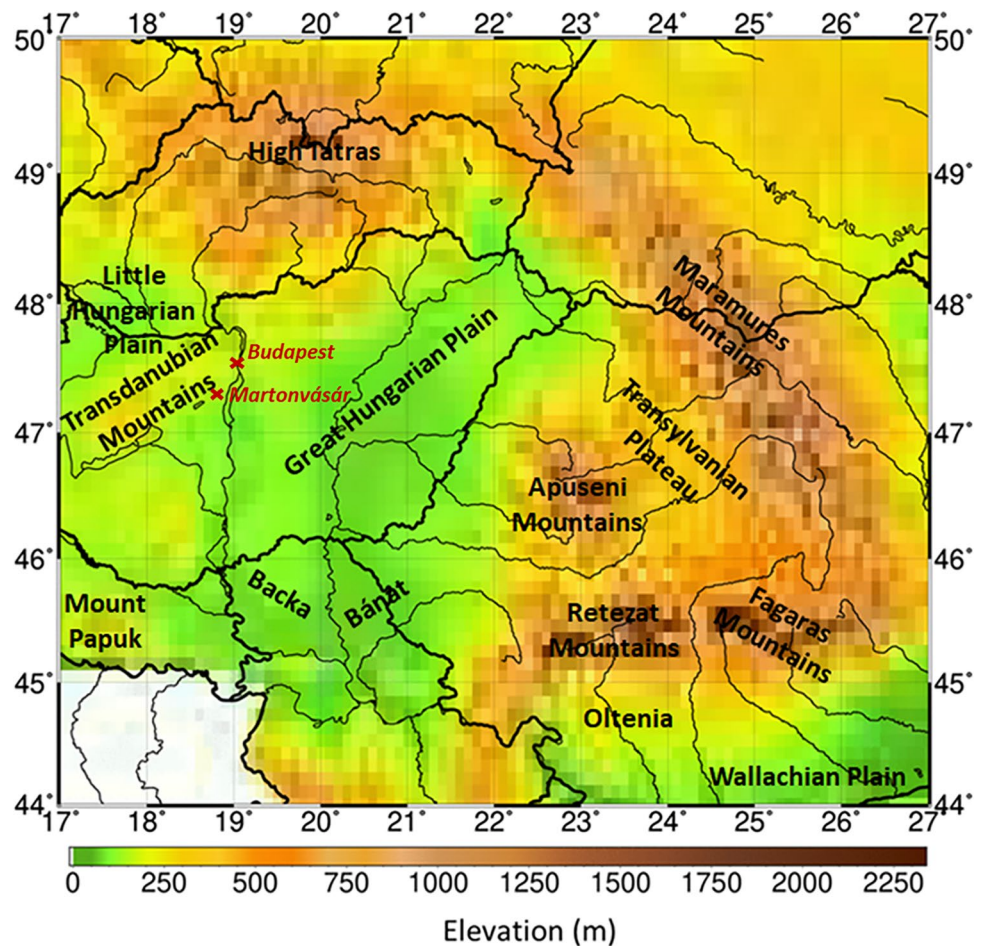 17° 18° 19° 20° 21° 22° 23° 24° 25° 26° 27°
50° 50°
High Tatras
49° 49°
Maramures
Mountains
Little
Hungarian
Plain
48° 48°
Transdanubian
Mountains
Budapest
Martonvásár
Great Hungarian Plain
Transylvanian
Plateau
47° 47°
Apuseni
Mountains
46° 46°
Backa
Bánát
Mount
Papuk
Retezat
Mountains
Fagaras
Mountains
45° 45°
Oltenia
Wallachian Plain
44° 44°
17° 18° 19° 20° 21° 22° 23° 24° 25° 26° 27°
0 250 500 750 1000 1250 1500 1750 2000 2250
Elevation (m)